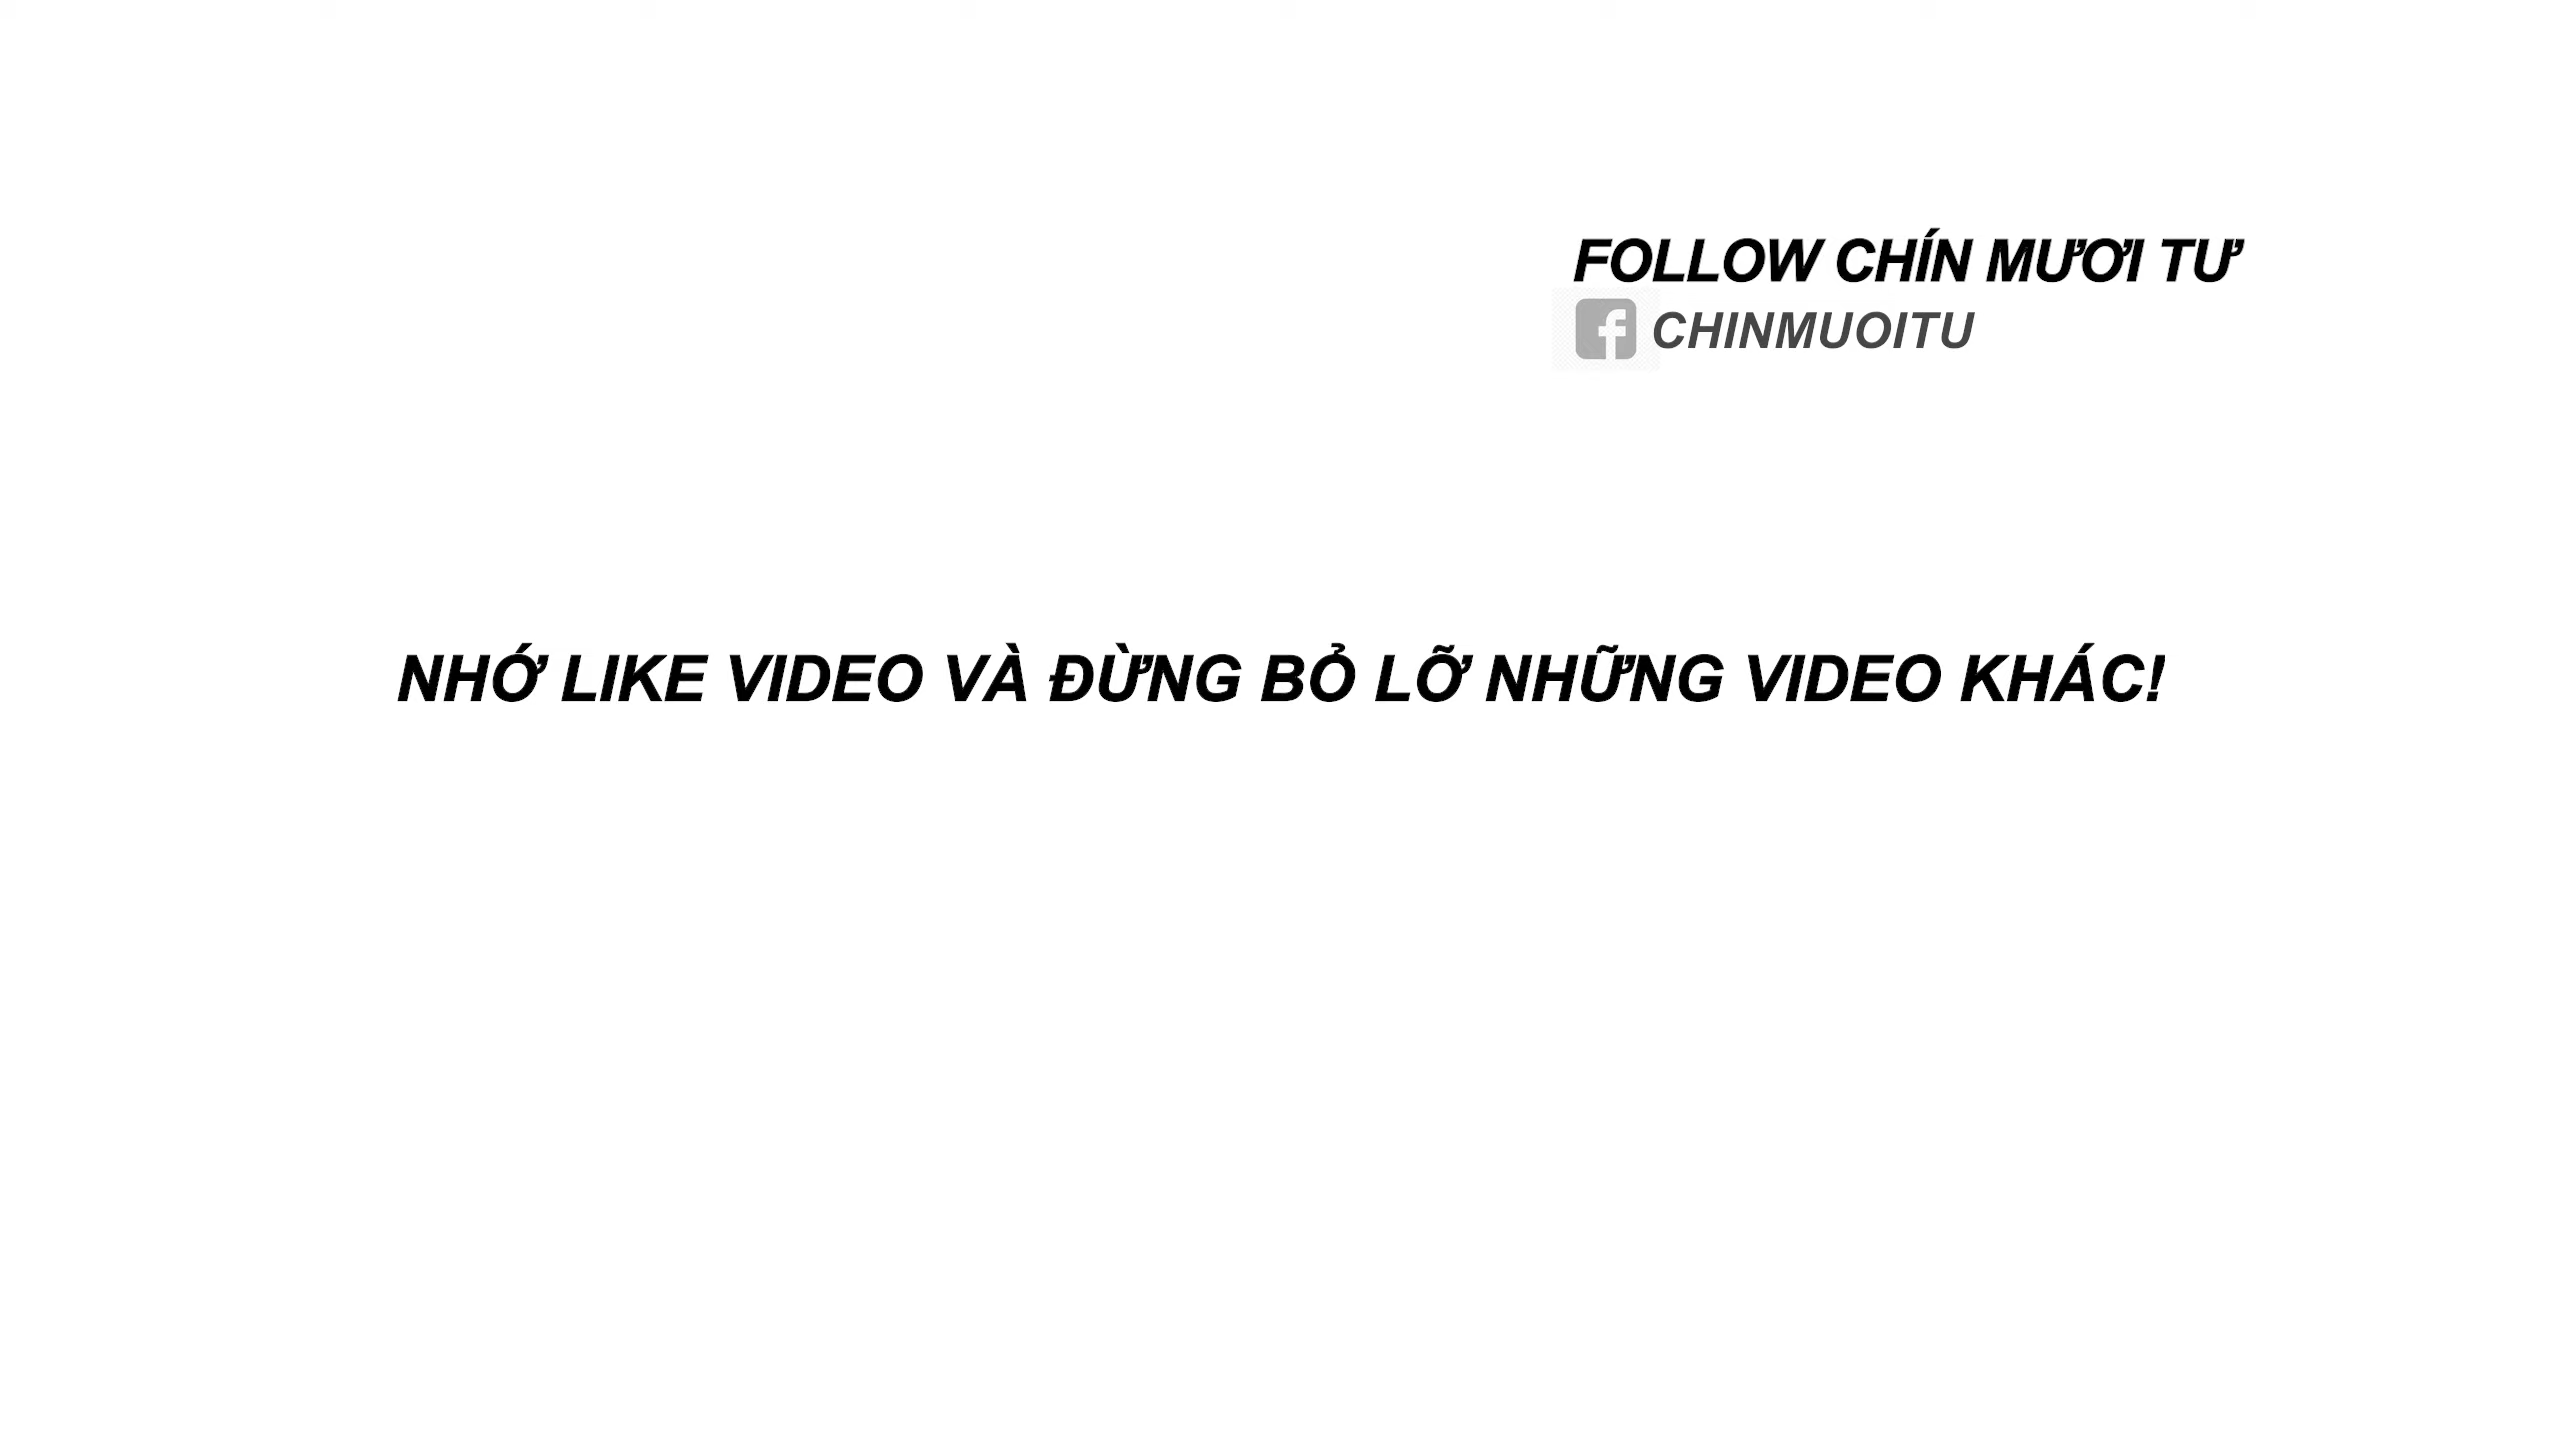 FOLLOW CHÍN MƯƠI TƯ
CHINMUOITU
NHỚ LIKE VIDEO VÀ ĐỪNG BỎ LỠ NHỮNG VIDEO KHÁC!